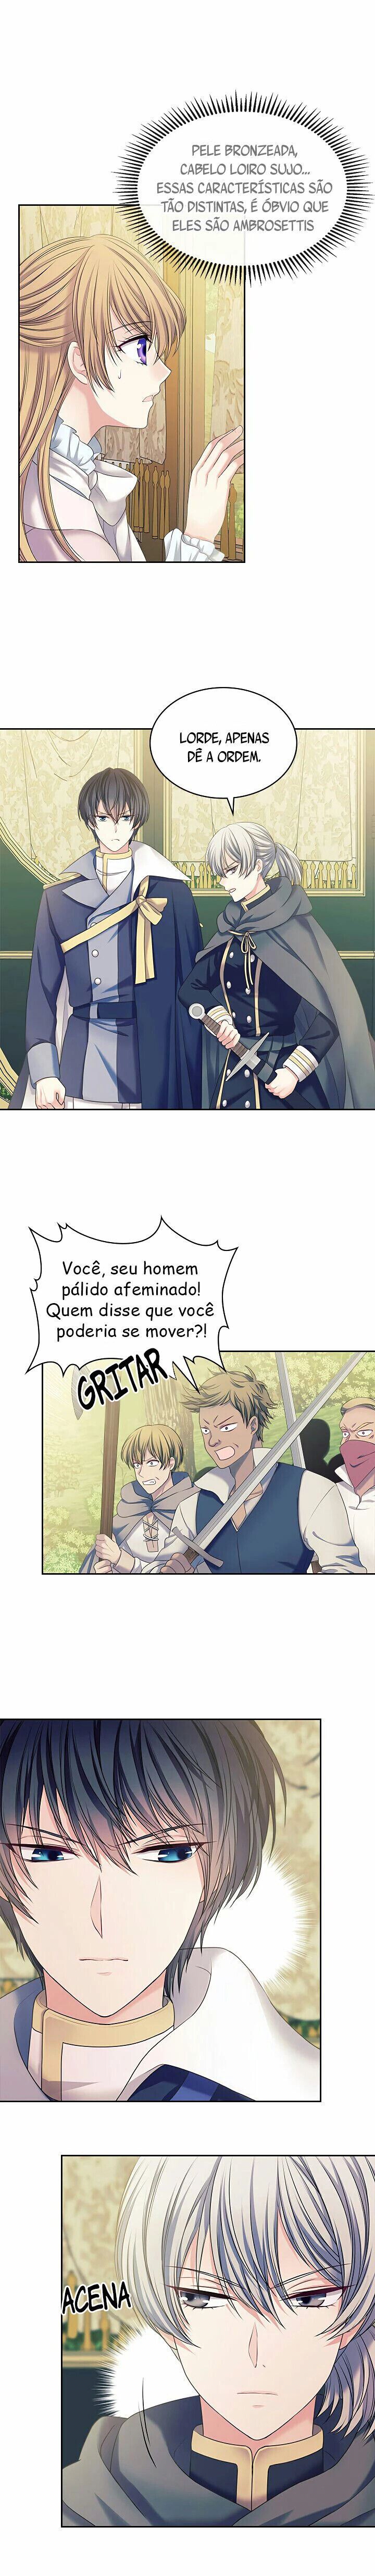 PELE BRONZEADA,
CABELO LOIRO SUJO...
ESSAS CARACTERÍSTICAS SÃO
TÃO DISTINTAS, É ÓBVIO QUE
ELES SÃO AMBROSETTIS
LORDE, APENAS
DÊ A ORDEM.
Você, seu homem
pálido afeminado!
Quem disse que você
poderia se mover?!
GRITAR
ACENA